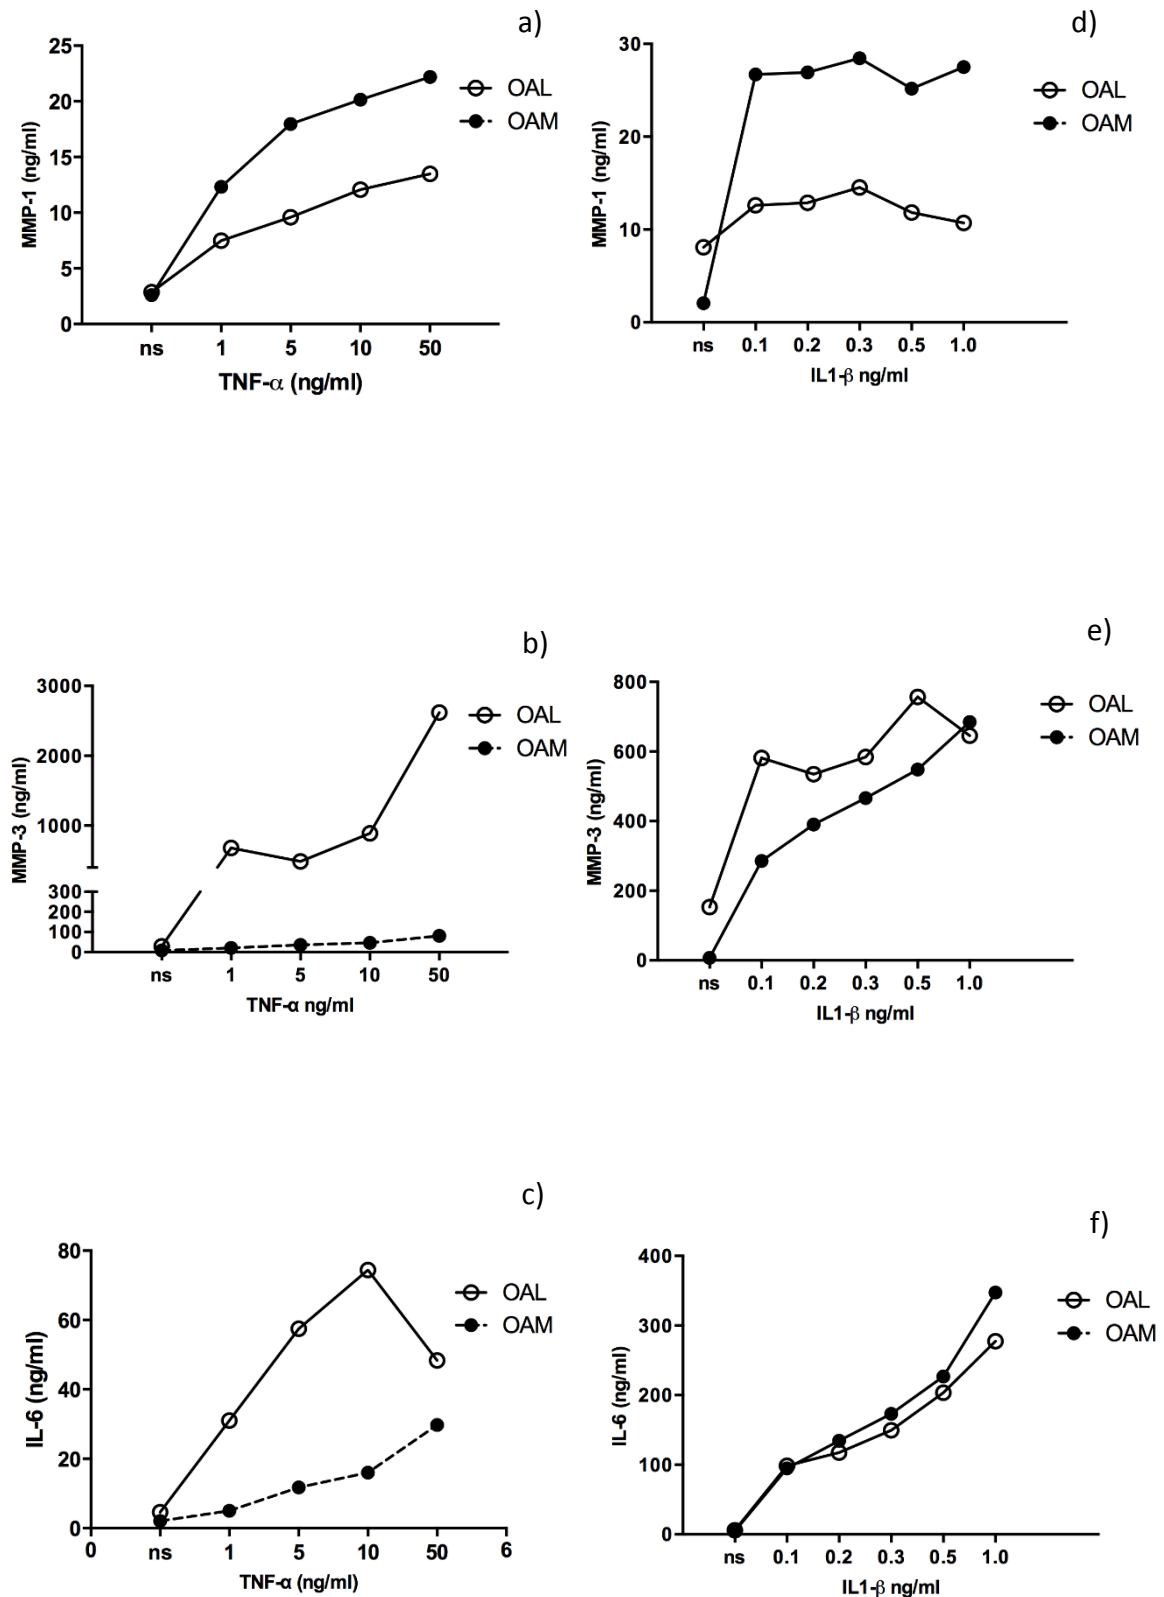 a)
25
20
15
10
5
0
MMP-1 (ng/ml)
ns 1 5 10 50
TNF-α (ng/ml)
OAL
OAM
d)
30
20
10
0
MMP-1 (ng/ml)
ns 0.1 0.2 0.3 0.5 1.0
IL1-β ng/ml
OAL
OAM
b)
3000
2000
1000
300
200
100
0
MMP-3 (ng/ml)
ns 1 5 10 50
TNF-α ng/ml
OAL
OAM
e)
800
600
400
200
0
MMP-3 (ng/ml)
ns 0.1 0.2 0.3 0.5 1.0
IL1-β ng/ml
OAL
OAM
c)
80
60
40
20
0
IL-6 (ng/ml)
0 ns 1 5 10 50 6
TNF-α (ng/ml)
OAL
OAM
f)
400
300
200
100
0
IL-6 (ng/ml)
ns 0.1 0.2 0.3 0.5 1.0
IL1-β ng/ml
OAL
OAM